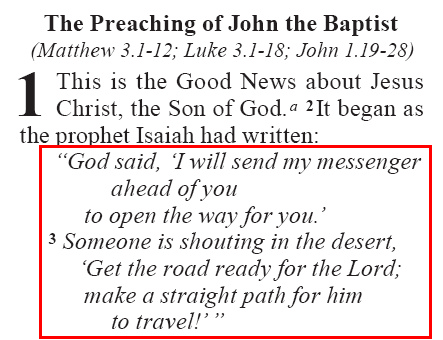 The Preaching of John the Baptist
(Matthew 3.1-12; Luke 3.1-18; John 1.19-28)
1 This is the Good News about Jesus
Christ, the Son of God.a 2It began as
the prophet Isaiah had written:
“God said, ‘I will send my messenger
ahead of you
to open the way for you.’
3 Someone is shouting in the desert,
‘Get the road ready for the Lord;
make a straight path for him
to travel!’ ”